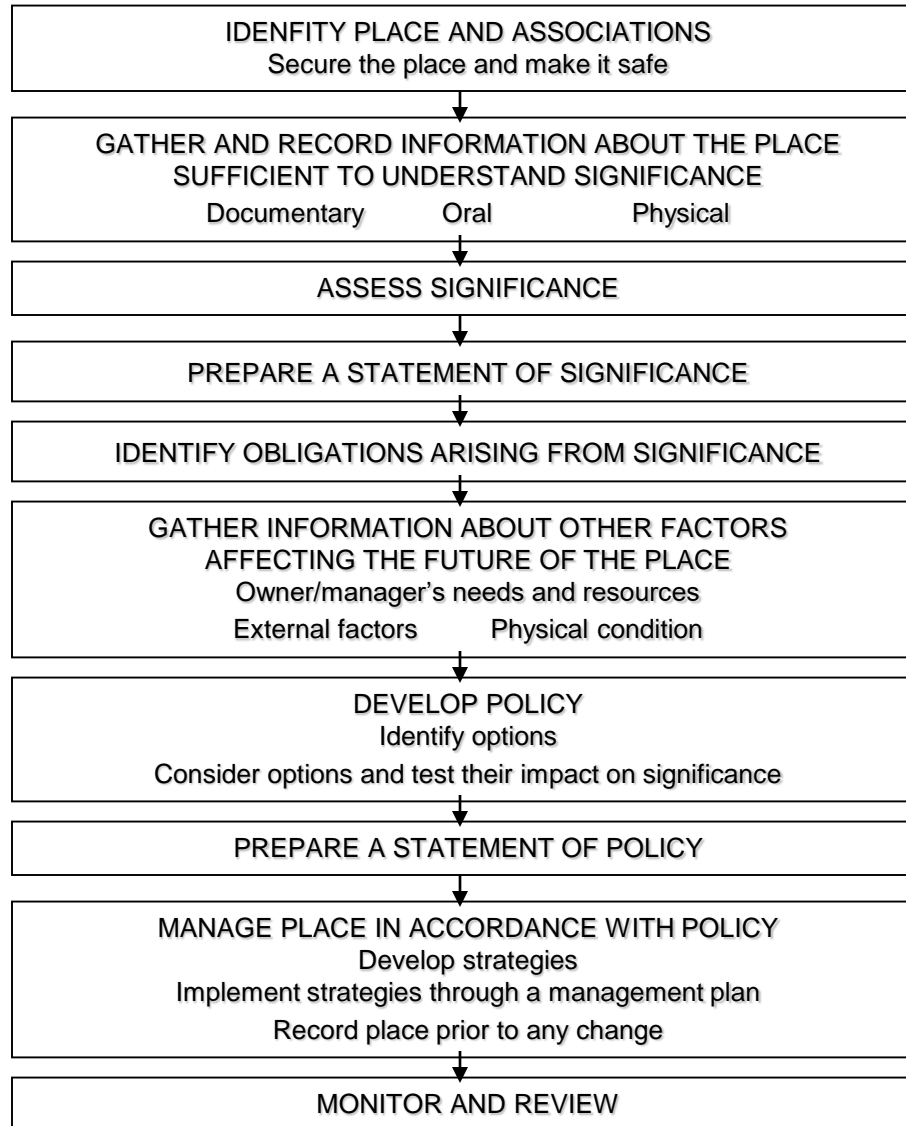 IDENFITY PLACE AND ASSOCIATIONS
Secure the place and make it safe
GATHER AND RECORD INFORMATION ABOUT THE PLACE
SUFFICIENT TO UNDERSTAND SIGNIFICANCE
Documentary Oral Physical
ASSESS SIGNIFICANCE
PREPARE A STATEMENT OF SIGNIFICANCE
IDENTIFY OBLIGATIONS ARISING FROM SIGNIFICANCE
GATHER INFORMATION ABOUT OTHER FACTORS
AFFECTING THE FUTURE OF THE PLACE
Owner/manager’s needs and resources
External factors Physical condition
DEVELOP POLICY
Identify options
Consider options and test their impact on significance
PREPARE A STATEMENT OF POLICY
MANAGE PLACE IN ACCORDANCE WITH POLICY
Develop strategies
Implement strategies through a management plan
Record place prior to any change
MONITOR AND REVIEW